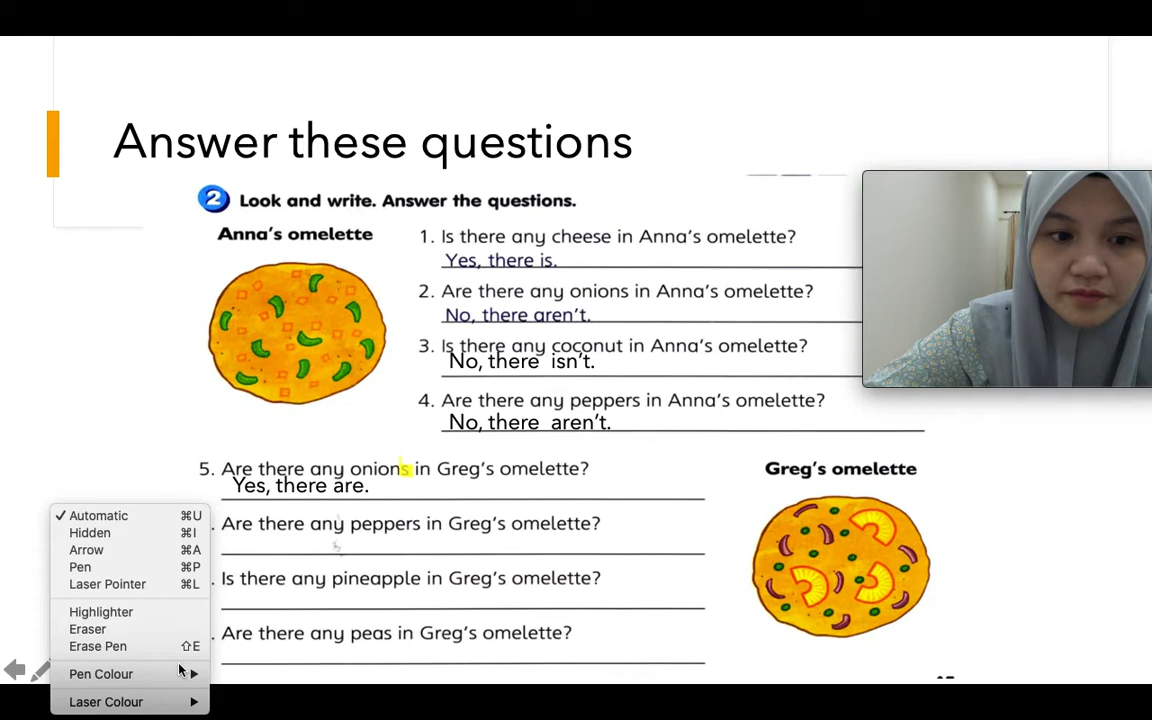 Answer these questions
2 Look and write. Answer the questions.
Anna's omelette
1. Is there any cheese in Anna's omelette?
Yes, there is.
2. Are there any onions in Anna's omelette?
No, there aren't.
3. Is there any coconut in Anna's omelette?
No, there isn't.
4. Are there any peppers in Anna's omelette?
No, there aren't.
5. Are there any onions in Greg's omelette?
Yes, there are.
Greg's omelette
. Are there any peppers in Greg's omelette?
. Is there any pineapple in Greg's omelette?
. Are there any peas in Greg's omelette?
✓ Automatic ⌘U
Hidden ⌘I
Arrow ⌘A
Pen ⌘P
Laser Pointer ⌘L
Highlighter
Eraser
Erase Pen ⇧E
Pen Colour
Laser Colour